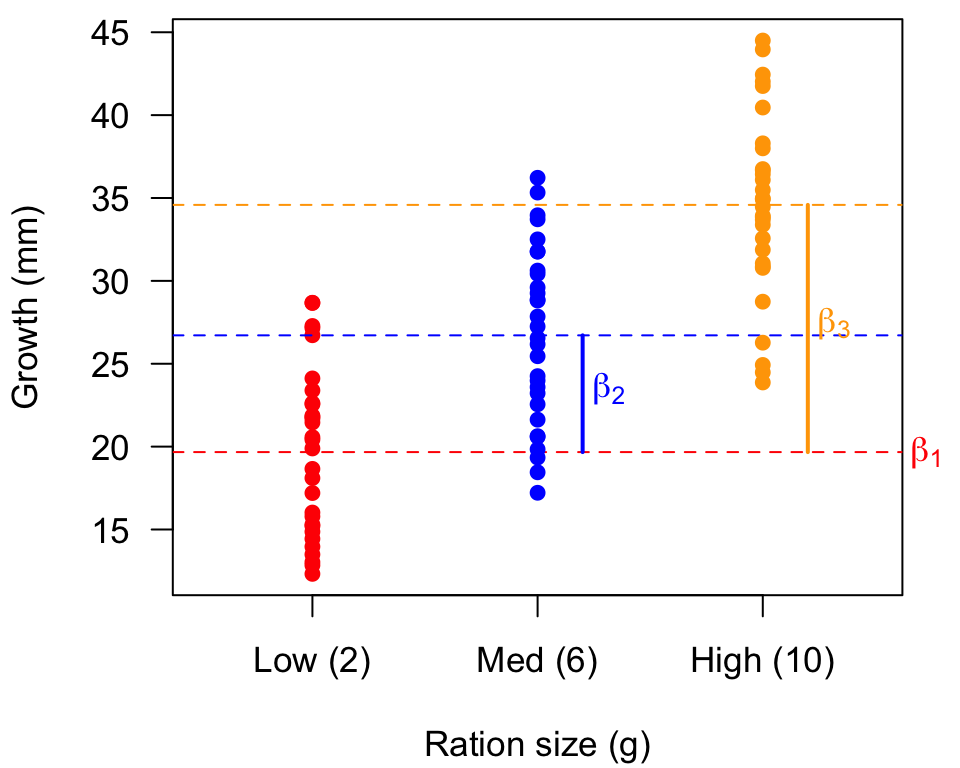 45
40
35
30
25
20
15
Growth (mm)
β3
β2
β1
Low (2) Med (6) High (10)
Ration size (g)